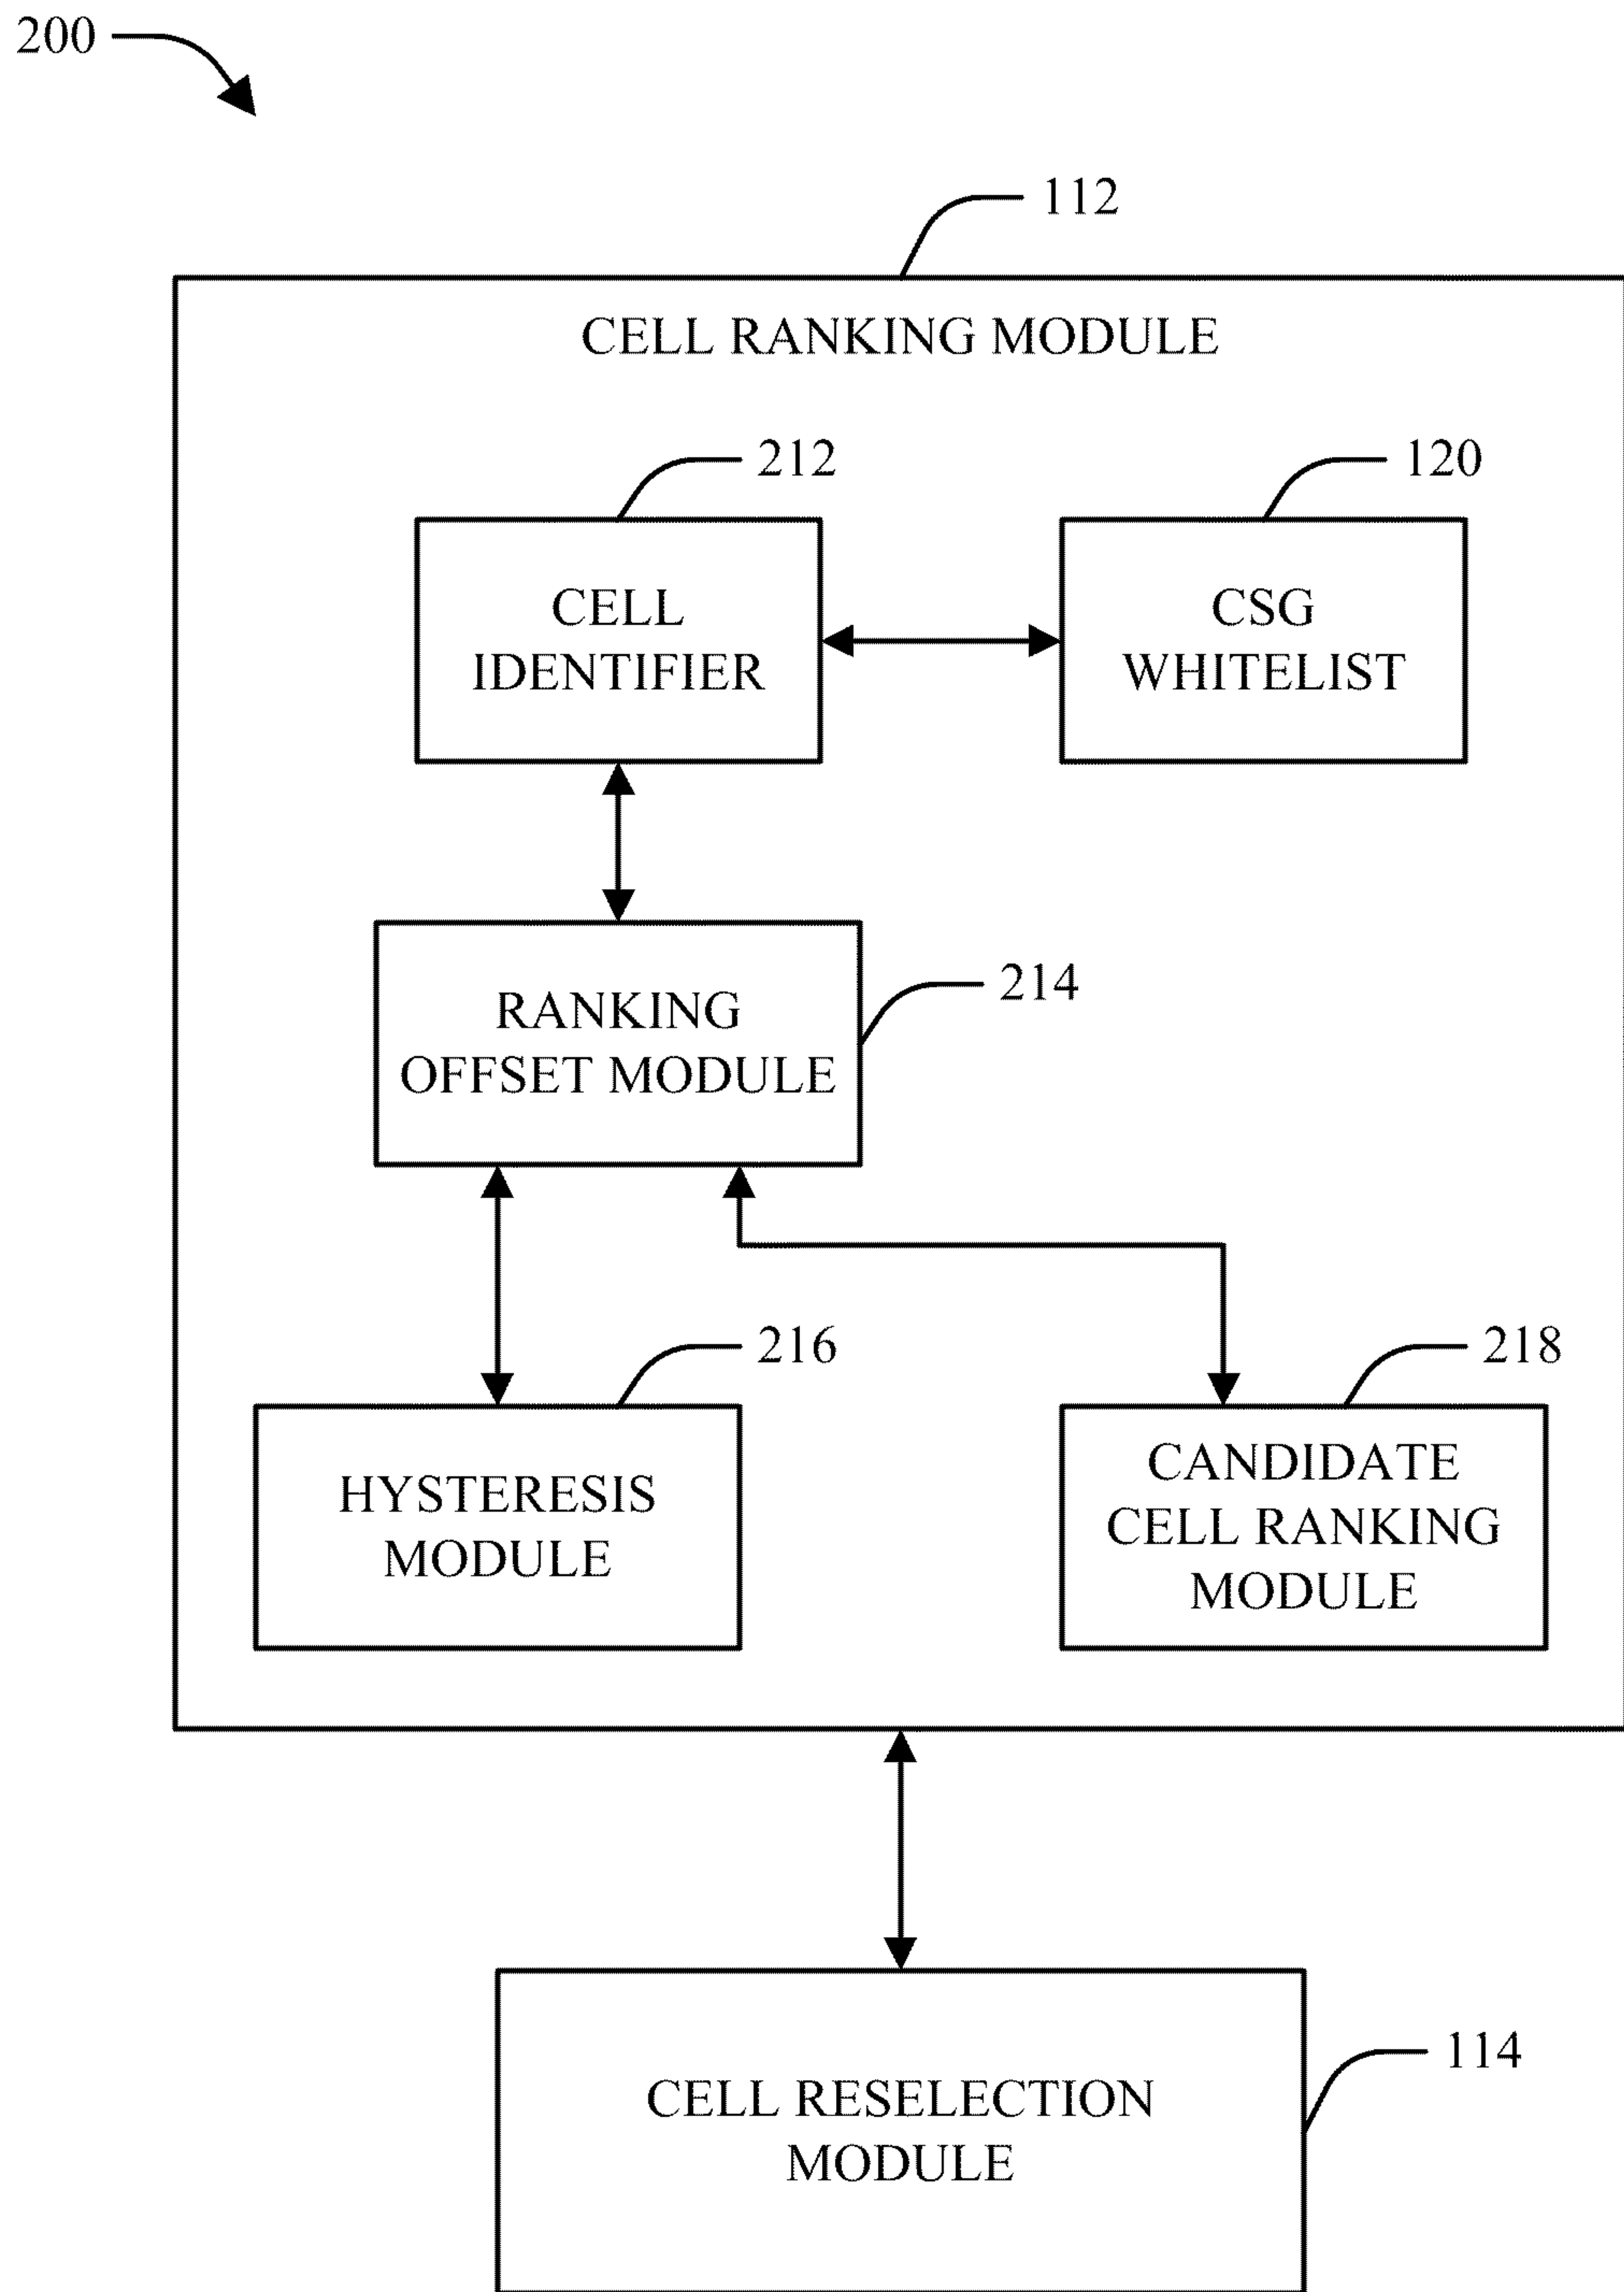 200
112
CELL RANKING MODULE
212
120
CELL
IDENTIFIER
CSG
WHITELIST
214
RANKING
OFFSET MODULE
216
218
HYSTERESIS
MODULE
CANDIDATE
CELL RANKING
MODULE
114
CELL RESELECTION
MODULE